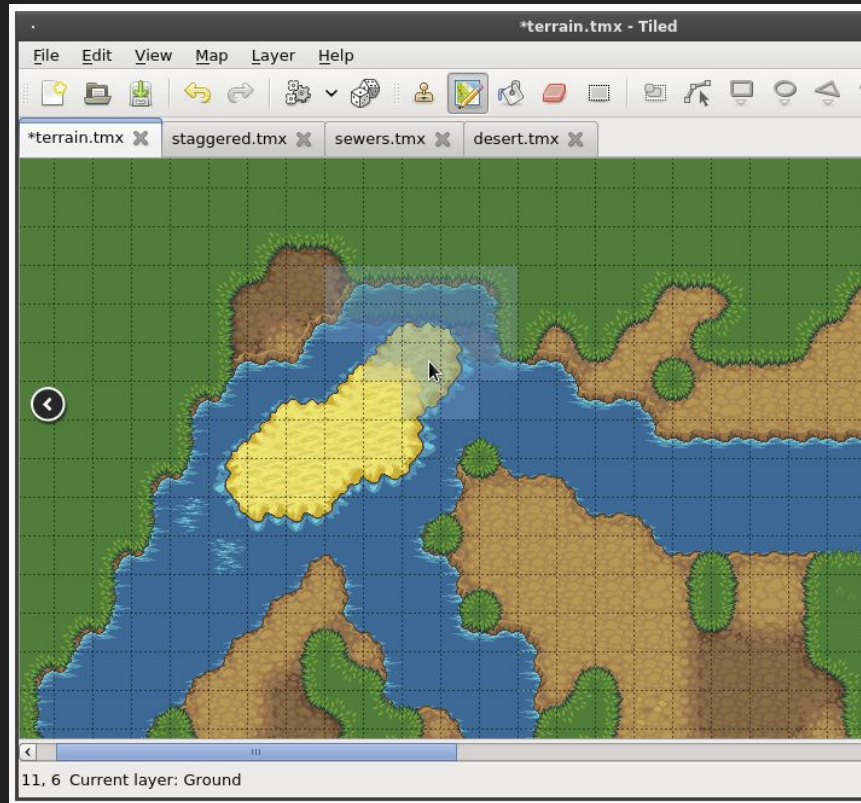 *terrain.tmx - Tiled
File Edit View Map Layer Help
*terrain.tmx staggered.tmx sewers.tmx desert.tmx
11, 6 Current layer: Ground